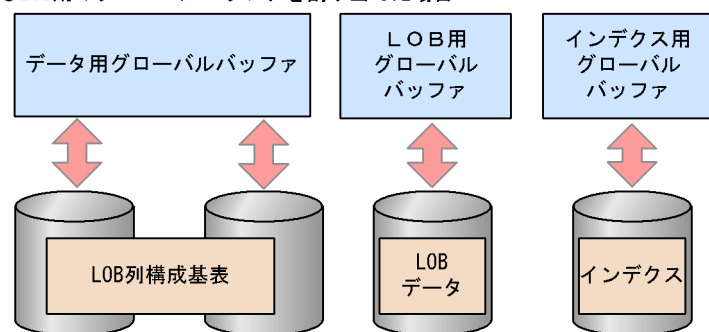 データ用グローバルバッファ
LOB用
グローバル
バッファ
インデクス用
グローバル
バッファ
LOB列構成基表
LOB
データ
インデクス